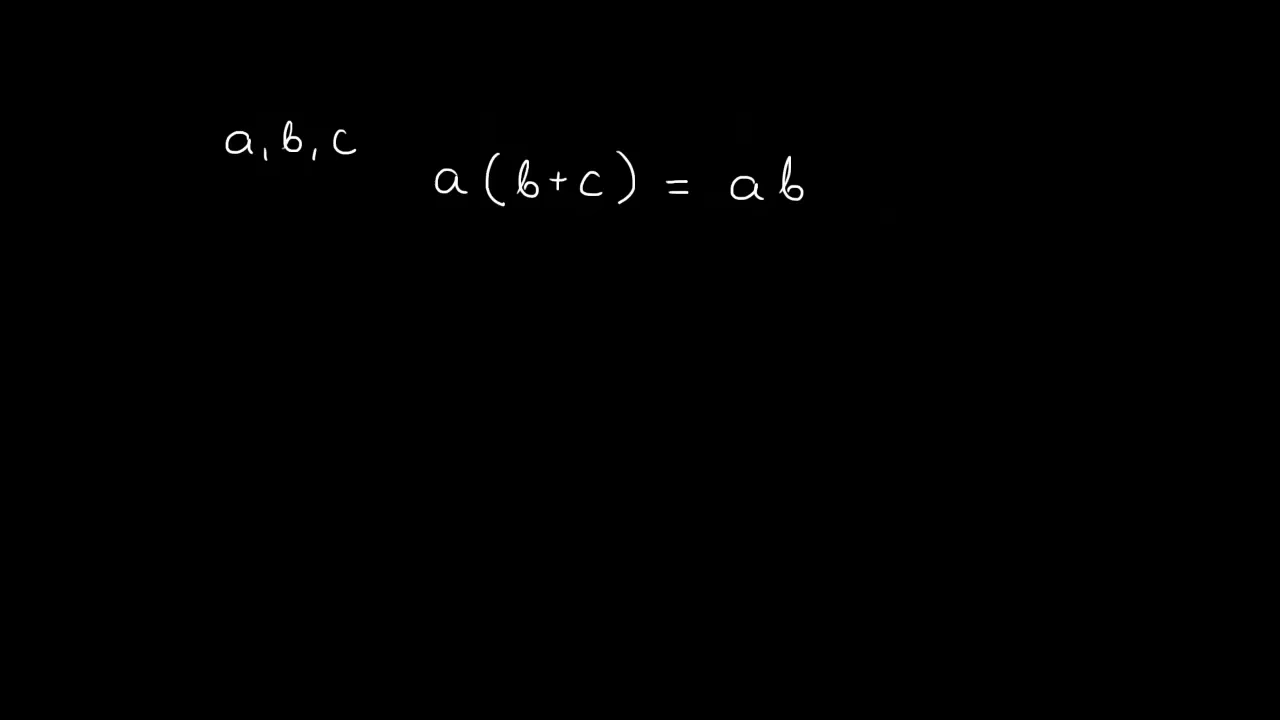 a, b, c
a(b+c) = ab